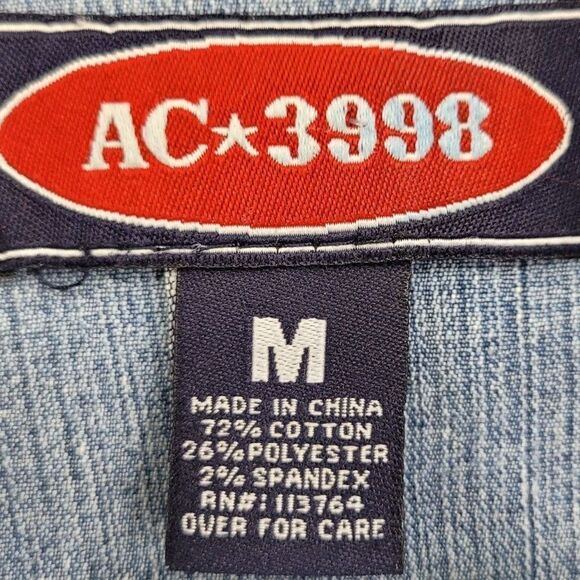 AC★3998
M
MADE IN CHINA
72% COTTON
26% POLYESTER
2% SPANDEX
RN#: 113764
OVER FOR CARE